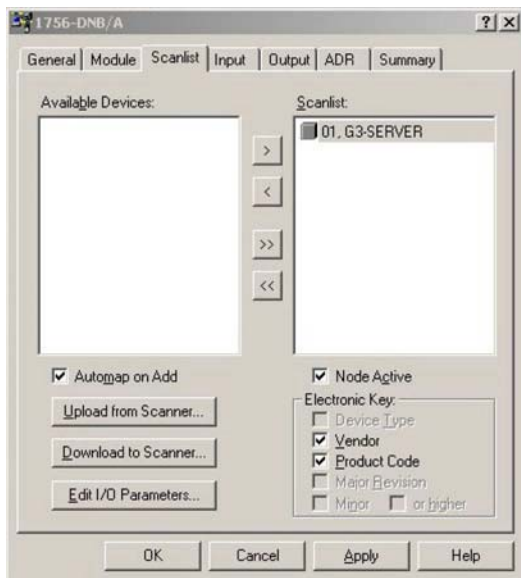 1756-DNB/A
General Module Scanlist Input Output ADR Summary
Available Devices:
Scanlist:
01, G3-SERVER
>
<
>>
<<
Automap on Add
Node Active
Upload from Scanner...
Download to Scanner...
Edit I/O Parameters...
Electronic Key:
Device Type
Vendor
Product Code
Major Revision
Minor or higher
OK Cancel Apply Help